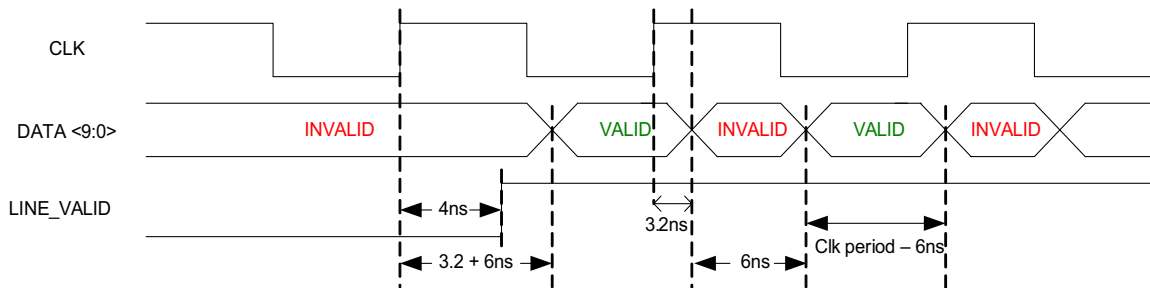 CLK
DATA <9:0>
INVALID
VALID
INVALID
VALID
INVALID
LINE_VALID
4ns
3.2ns
Clk period – 6ns
3.2 + 6ns
6ns